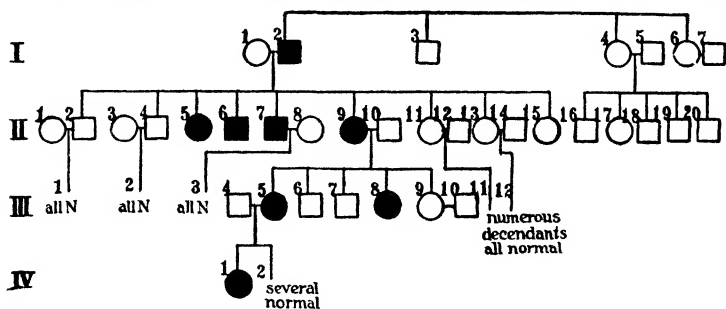 I 1 2 3 4 5 6 7
II 1 2 3 4 5 6 7 8 9 10 11 12 13 14 15 16 17 18 19 20
III 1 2 3 4 5 6 7 8 9 10 11 12
all N all N all N
numerous
decendants
all normal
IV 1 2
several
normal